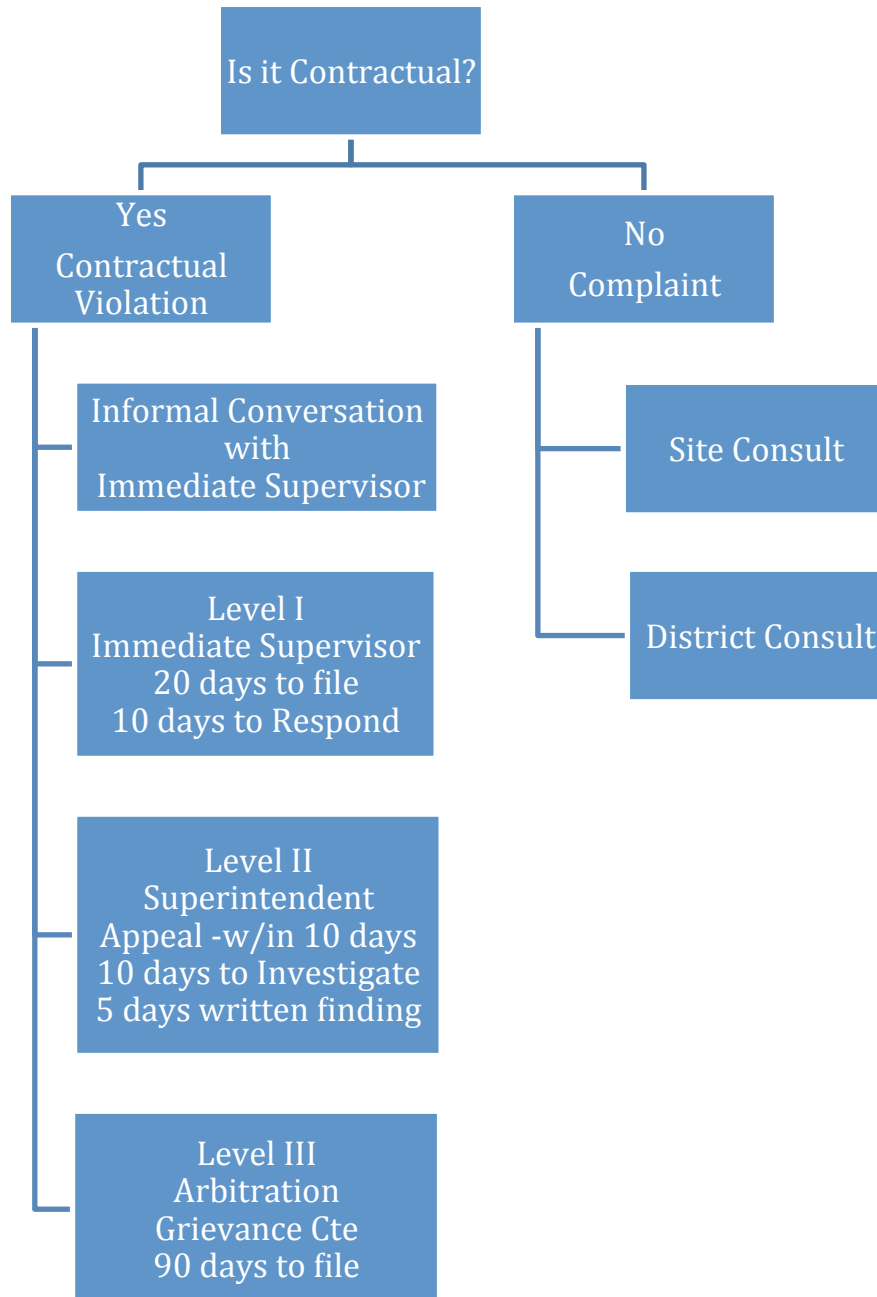 Is it Contractual?
Yes
Contractual
Violation
No
Complaint
Informal Conversation
with
Immediate Supervisor
Level I
Immediate Supervisor
20 days to file
10 days to Respond
Level II
Superintendent
Appeal -w/in 10 days
10 days to Investigate
5 days written finding
Level III
Arbitration
Grievance Cte
90 days to file
Site Consult
District Consult